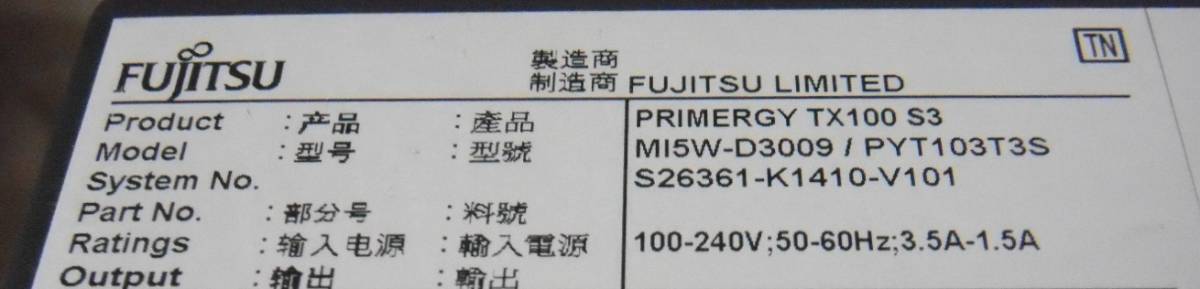 FUJITSU
製造商
制造商 FUJITSU LIMITED
TN
Product :产品 :產品 PRIMERGY TX100 S3
Model :型号 :型號 MI5W-D3009 / PYT103T3S
System No. S26361-K1410-V101
Part No. :部分号 :料號
Ratings :输入电源 :輸入電源 100-240V;50-60Hz;3.5A-1.5A
Output :输出 :輸出